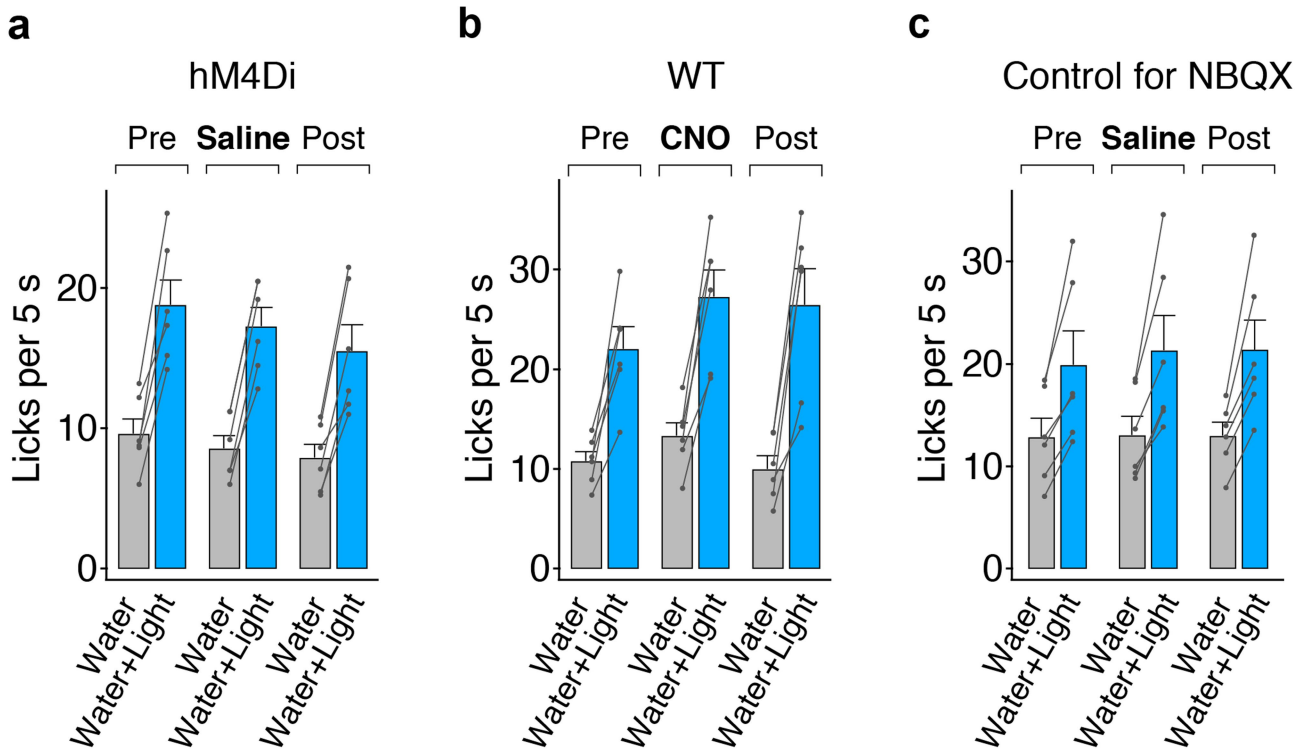 a
hM4Di
Pre Saline Post
Licks per 5 s
20
10
0
Water
Water+Light
Water
Water+Light
Water
Water+Light
b
WT
Pre CNO Post
Licks per 5 s
30
20
10
0
Water
Water+Light
Water
Water+Light
Water
Water+Light
c
Control for NBQX
Pre Saline Post
Licks per 5 s
30
20
10
0
Water
Water+Light
Water
Water+Light
Water
Water+Light